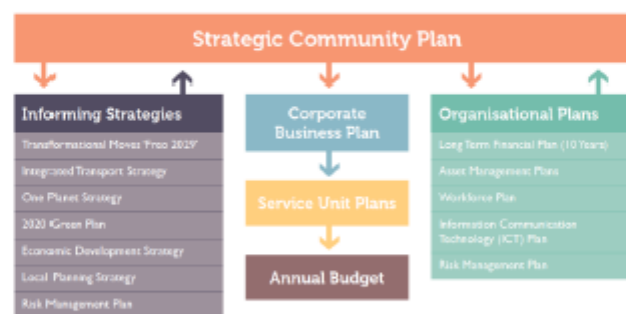 Strategic Community Plan
Informing Strategies
Transformational Moves 'Freo 2029'
Integrated Transport Strategy
One Planet Strategy
2020 Green Plan
Economic Development Strategy
Local Planning Strategy
Risk Management Plan
Corporate
Business Plan
Service Unit Plans
Annual Budget
Organisational Plans
Long Term Financial Plan (10 Years)
Asset Management Plans
Workforce Plan
Information Communication
Technology (ICT) Plan
Risk Management Plan